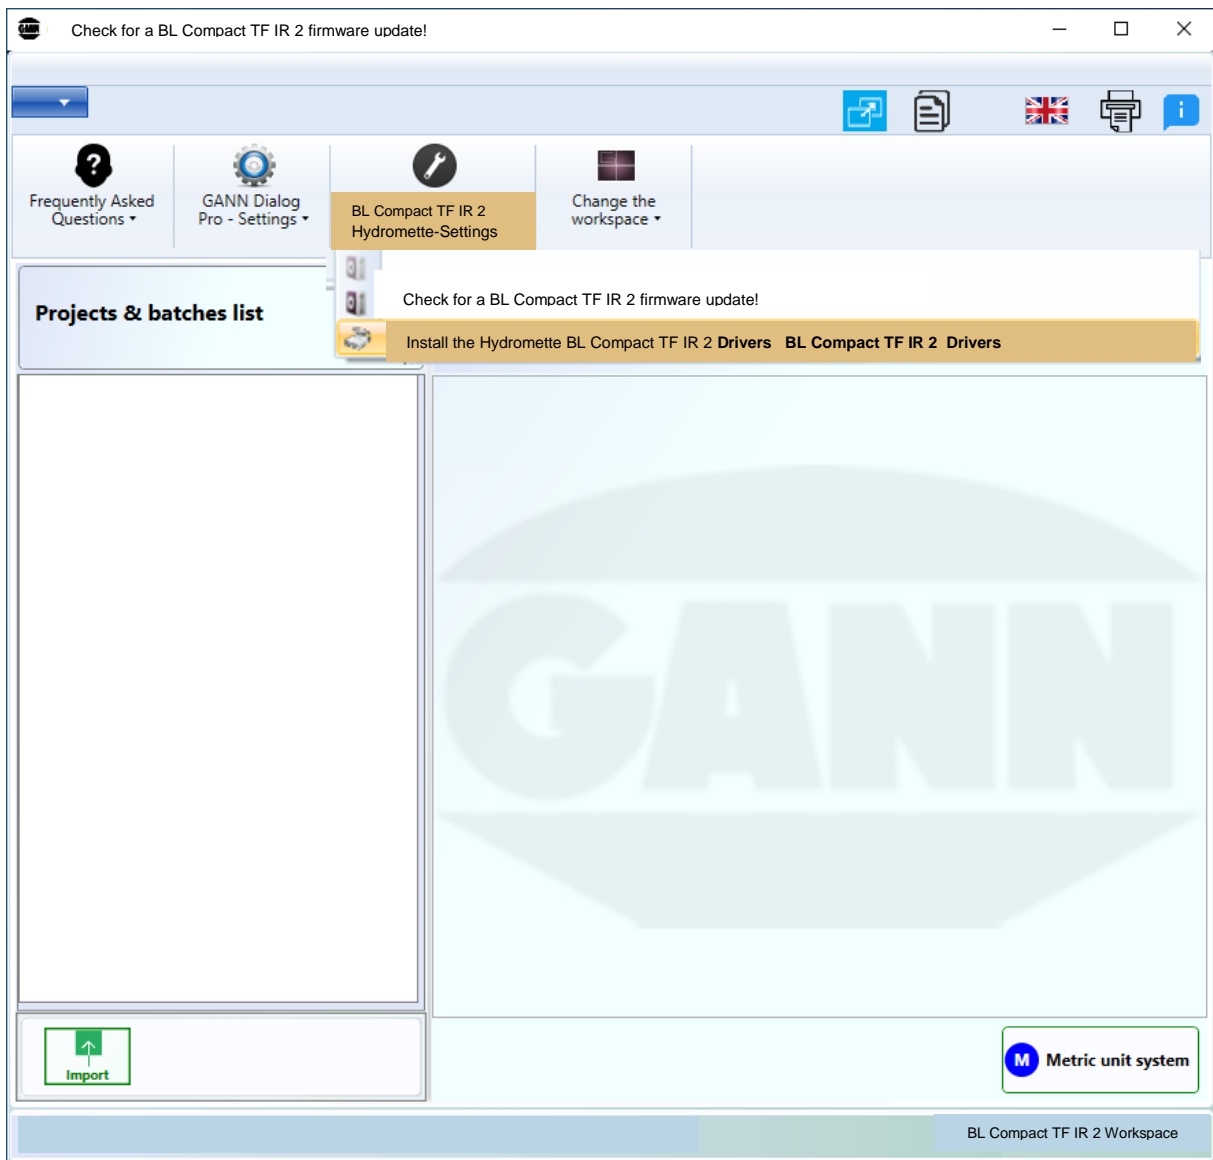 Check for a BL Compact TF IR 2 firmware update!
i
?
Frequently Asked
Questions
GANN Dialog
Pro - Settings
BL Compact TF IR 2
Hydromette-Settings
Change the
workspace
Projects & batches list
Check for a BL Compact TF IR 2 firmware update!
Install the Hydromette BL Compact TF IR 2 Drivers BL Compact TF IR 2 Drivers
GANN
Import
M Metric unit system
BL Compact TF IR 2 Workspace